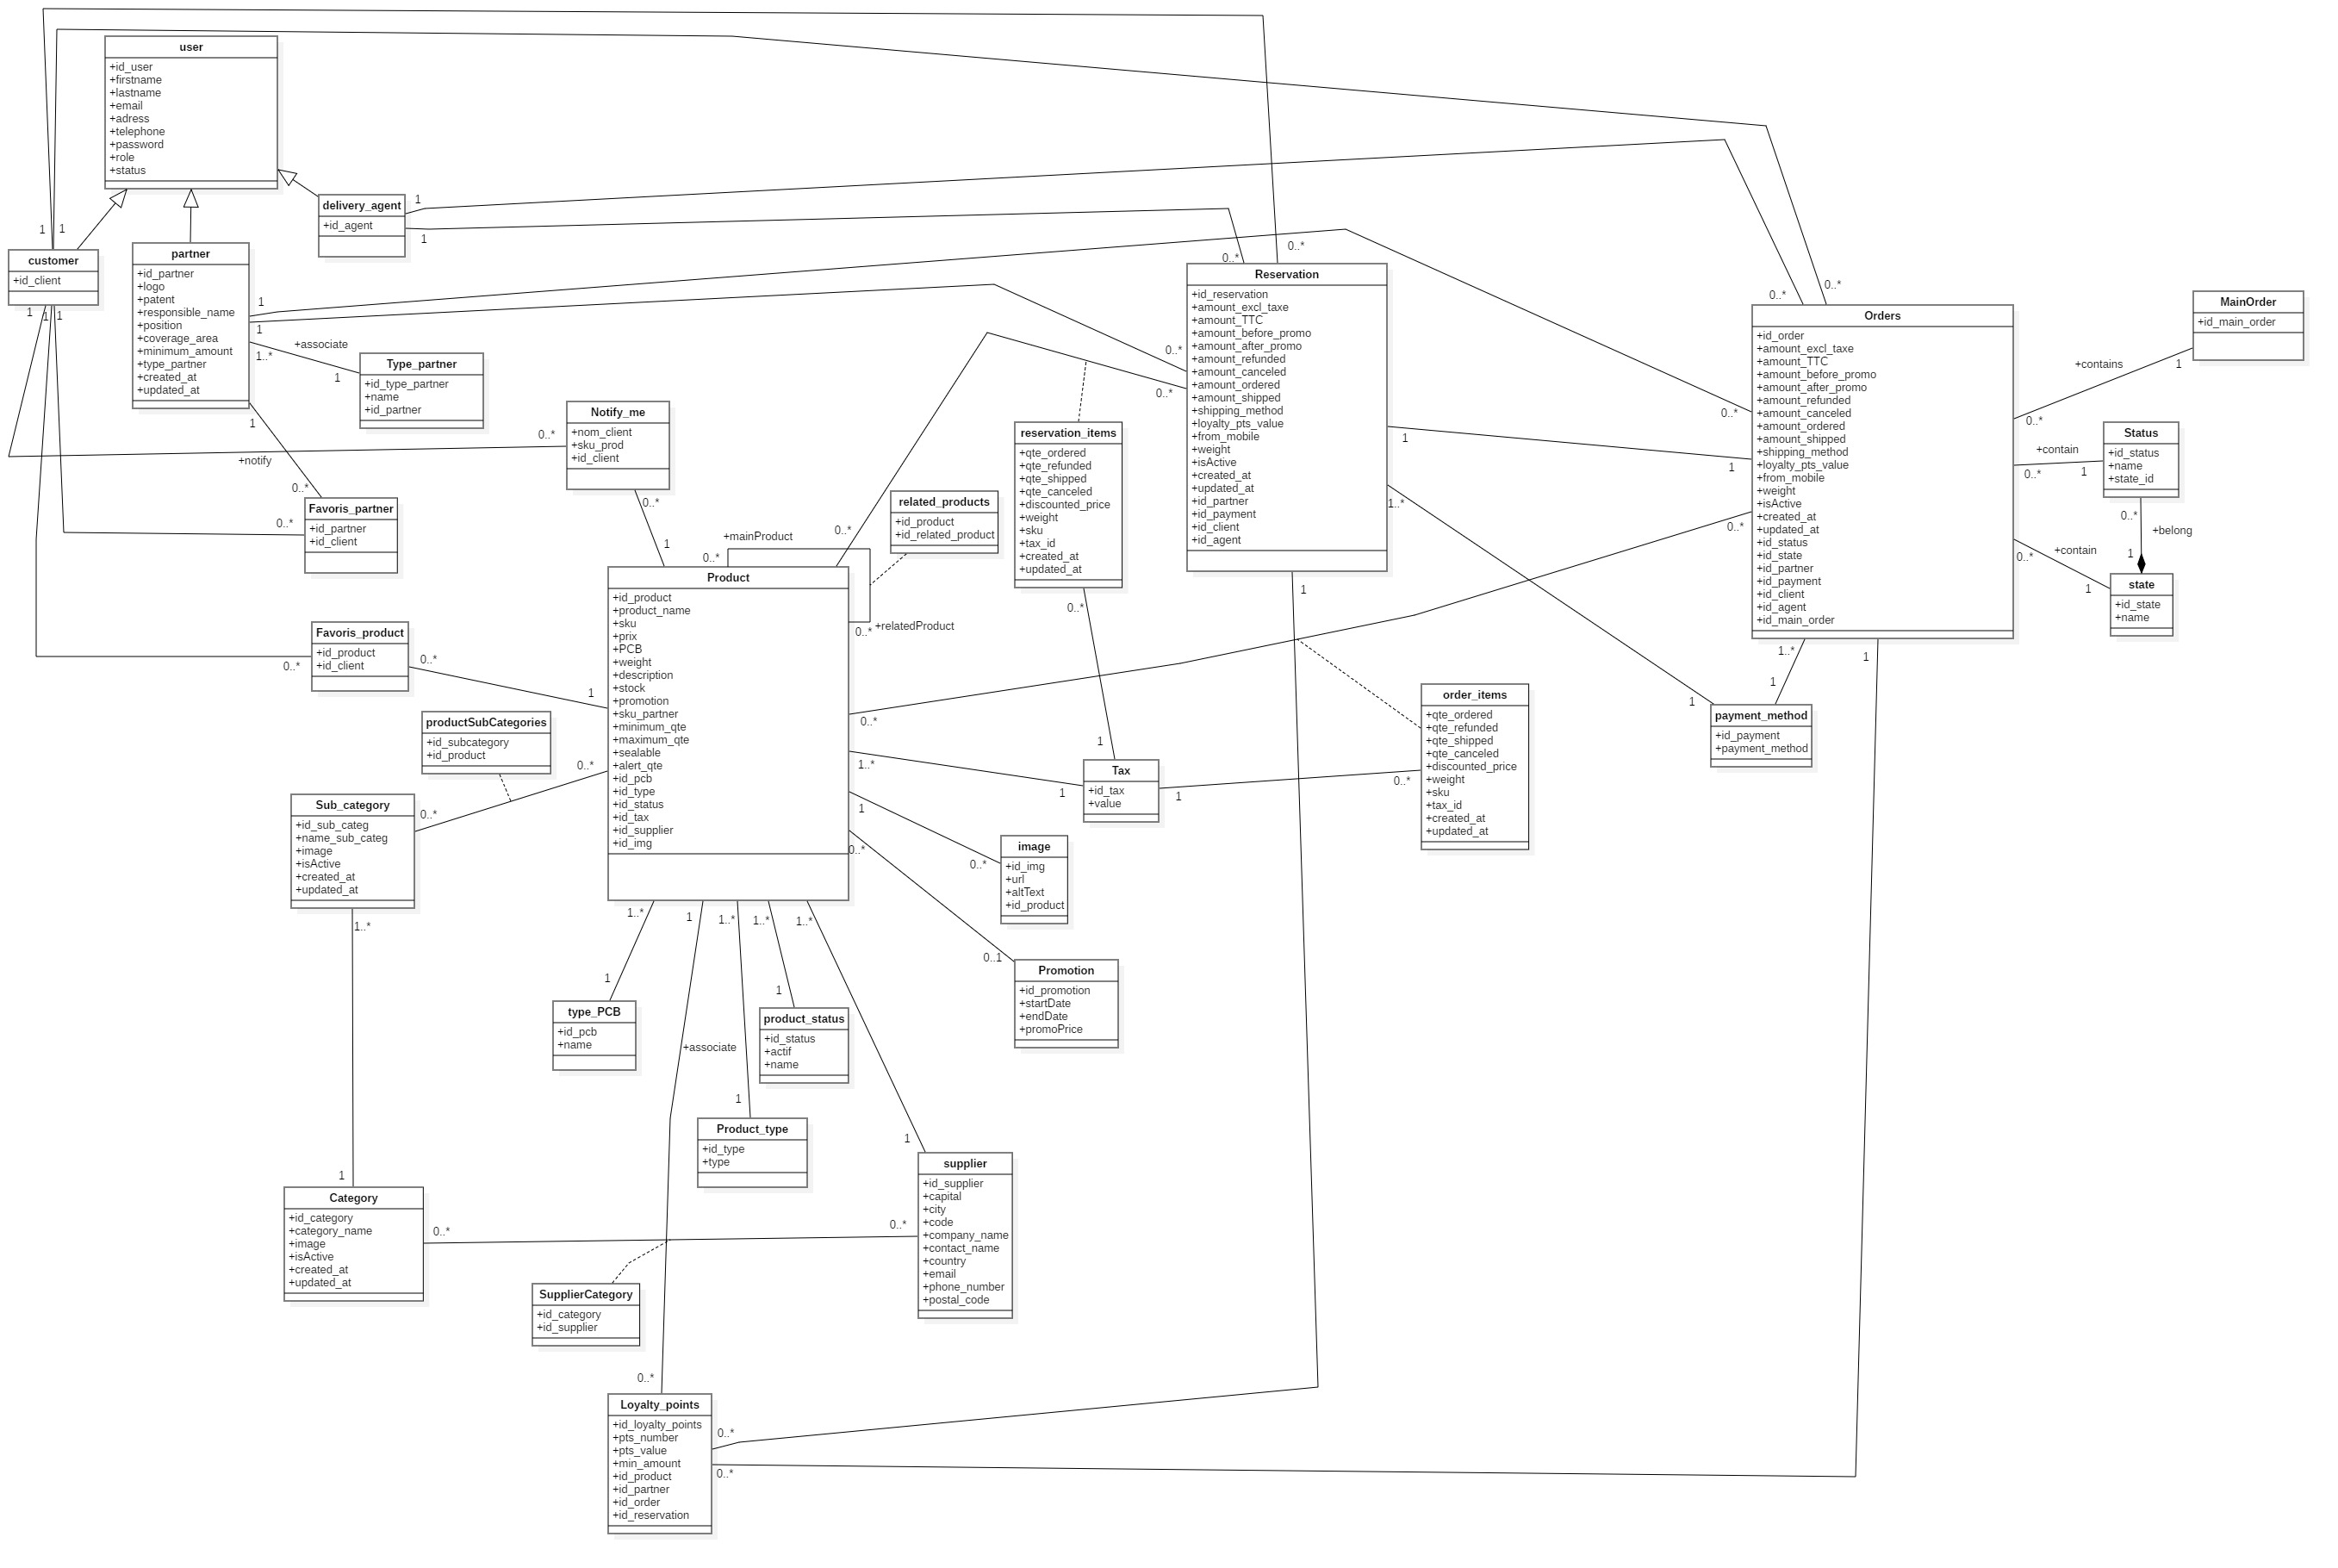 user
+id_user
+firstname
+lastname
+email
+adress
+telephone
+password
+role
+status
delivery_agent
+id_agent
1
1
1
1
customer
+id_client
1
1
1
partner
+id_partner
+logo
+patent
+responsible_name
+position
+coverage_area
+minimum_amount
+type_partner
+created_at
+updated_at
1
1
1..*
+associate
1
1
Type_partner
+id_type_partner
+name
+id_partner
Notify_me
+nom_client
+sku_prod
+id_client
0..*
+notify
0..*
1
0..*
0..*
Favoris_partner
+id_partner
+id_client
Favoris_product
+id_product
+id_client
0..*
0..*
1
0..*
0..*
Reservation
+id_reservation
+amount_excl_taxe
+amount_TTC
+amount_before_promo
+amount_after_promo
+amount_refunded
+amount_canceled
+amount_ordered
+amount_shipped
+shipping_method
+loyalty_pts_value
+from_mobile
+weight
+isActive
+created_at
+updated_at
+id_partner
+id_payment
+id_client
+id_agent
0..*
0..*
1
1..*
1
reservation_items
+qte_ordered
+qte_refunded
+qte_shipped
+qte_canceled
+discounted_price
+weight
+sku
+tax_id
+created_at
+updated_at
0..*
1
related_products
+id_product
+id_related_product
+mainProduct
0..*
0..*
0..*
+relatedProduct
0..*
0..*
Orders
+id_order
+amount_excl_taxe
+amount_TTC
+amount_before_promo
+amount_after_promo
+amount_refunded
+amount_canceled
+amount_ordered
+amount_shipped
+shipping_method
+loyalty_pts_value
+from_mobile
+weight
+isActive
+created_at
+updated_at
+id_status
+id_state
+id_partner
+id_payment
+id_client
+id_agent
+id_main_order
0..*
1
0..*
1..*
1
MainOrder
+id_main_order
+contains
1
0..*
Status
+id_status
+name
+state_id
+contain
0..*
1
0..*
+belong
1
+contain
0..*
1
state
+id_state
+name
1
1
payment_method
+id_payment
+payment_method
Product
+id_product
+product_name
+sku
+prix
+PCB
+weight
+description
+stock
+promotion
+sku_partner
+minimum_qte
+maximum_qte
+sealable
+alert_qte
+id_pcb
+id_type
+id_status
+id_tax
+id_supplier
+id_img
0..*
1..*
1
0..*
productSubCategories
+id_subcategory
+id_product
0..*
0..*
Sub_category
+id_sub_categ
+name_sub_categ
+image
+isActive
+created_at
+updated_at
1..*
1
order_items
+qte_ordered
+qte_refunded
+qte_shipped
+qte_canceled
+discounted_price
+weight
+sku
+tax_id
+created_at
+updated_at
0..*
Tax
+id_tax
+value
1
1
image
+id_img
+url
+altText
+id_product
0..*
Promotion
+id_promotion
+startDate
+endDate
+promoPrice
0..1
1..*
1
1..*
1..*
1..*
1
type_PCB
+id_pcb
+name
+associate
1
product_status
+id_status
+actif
+name
1
Product_type
+id_type
+type
1
supplier
+id_supplier
+capital
+city
+code
+company_name
+contact_name
+country
+email
+phone_number
+postal_code
0..*
Category
+id_category
+category_name
+image
+isActive
+created_at
+updated_at
0..*
SupplierCategory
+id_category
+id_supplier
0..*
Loyalty_points
+id_loyalty_points
+pts_number
+pts_value
+min_amount
+id_product
+id_partner
+id_order
+id_reservation
0..*
0..*